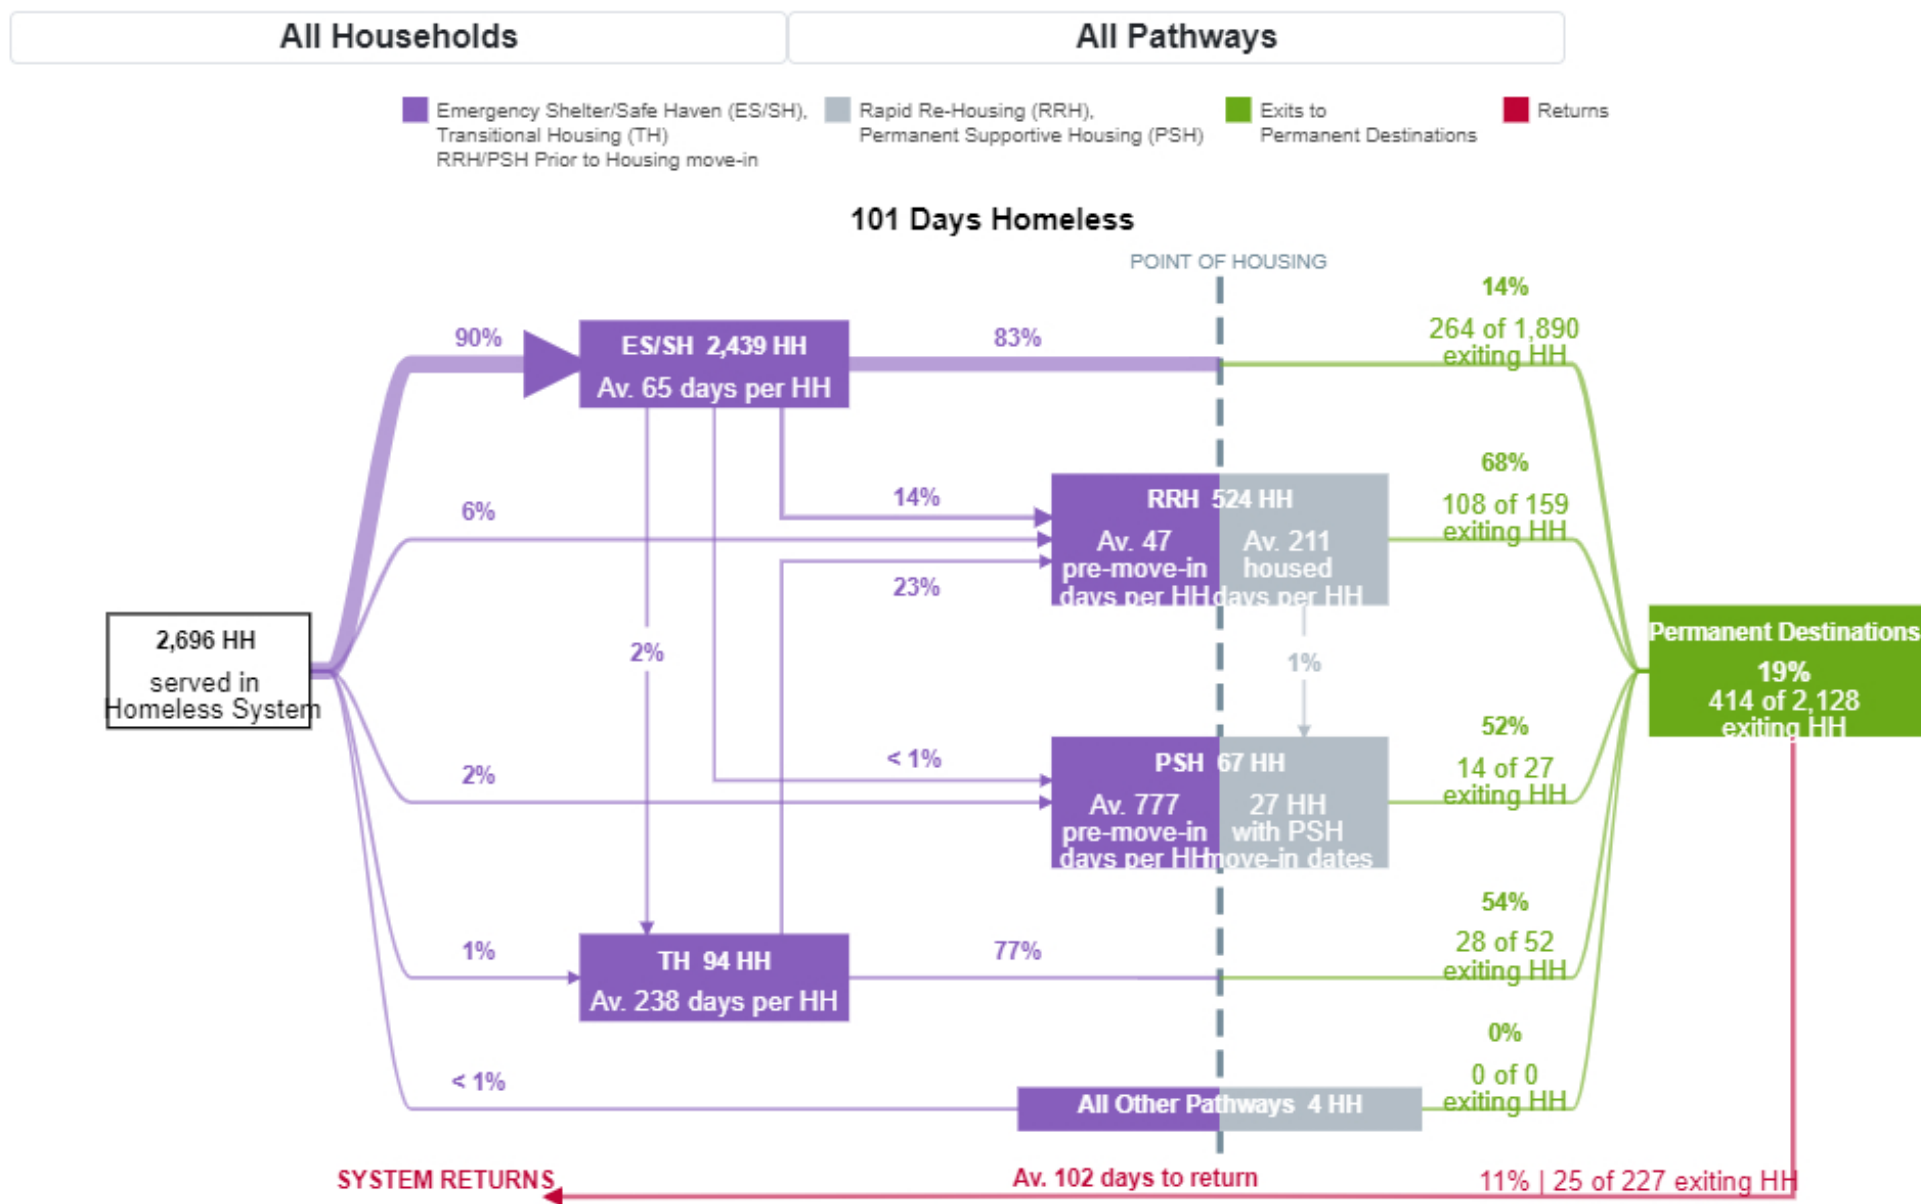 All Households
All Pathways
Emergency Shelter/Safe Haven (ES/SH),
Transitional Housing (TH)
RRH/PSH Prior to Housing move-in
Rapid Re-Housing (RRH),
Permanent Supportive Housing (PSH)
Exits to
Permanent Destinations
Returns
101 Days Homeless
POINT OF HOUSING
90%
ES/SH 2,439 HH
Av. 65 days per HH
83%
14%
264 of 1,890
exiting HH
6%
14%
23%
RRH 524 HH
Av. 47
pre-move-in
days per HH
Av. 211
housed
days per HH
68%
108 of 159
exiting HH
2,696 HH
served in
Homeless System
2%
1%
Permanent Destinations
19%
414 of 2,128
exiting HH
2%
< 1%
PSH 67 HH
Av. 777
pre-move-in
days per HH
27 HH
with PSH
move-in dates
52%
14 of 27
exiting HH
1%
TH 94 HH
Av. 238 days per HH
77%
54%
28 of 52
exiting HH
< 1%
All Other Pathways 4 HH
0%
0 of 0
exiting HH
SYSTEM RETURNS
Av. 102 days to return
11% | 25 of 227 exiting HH